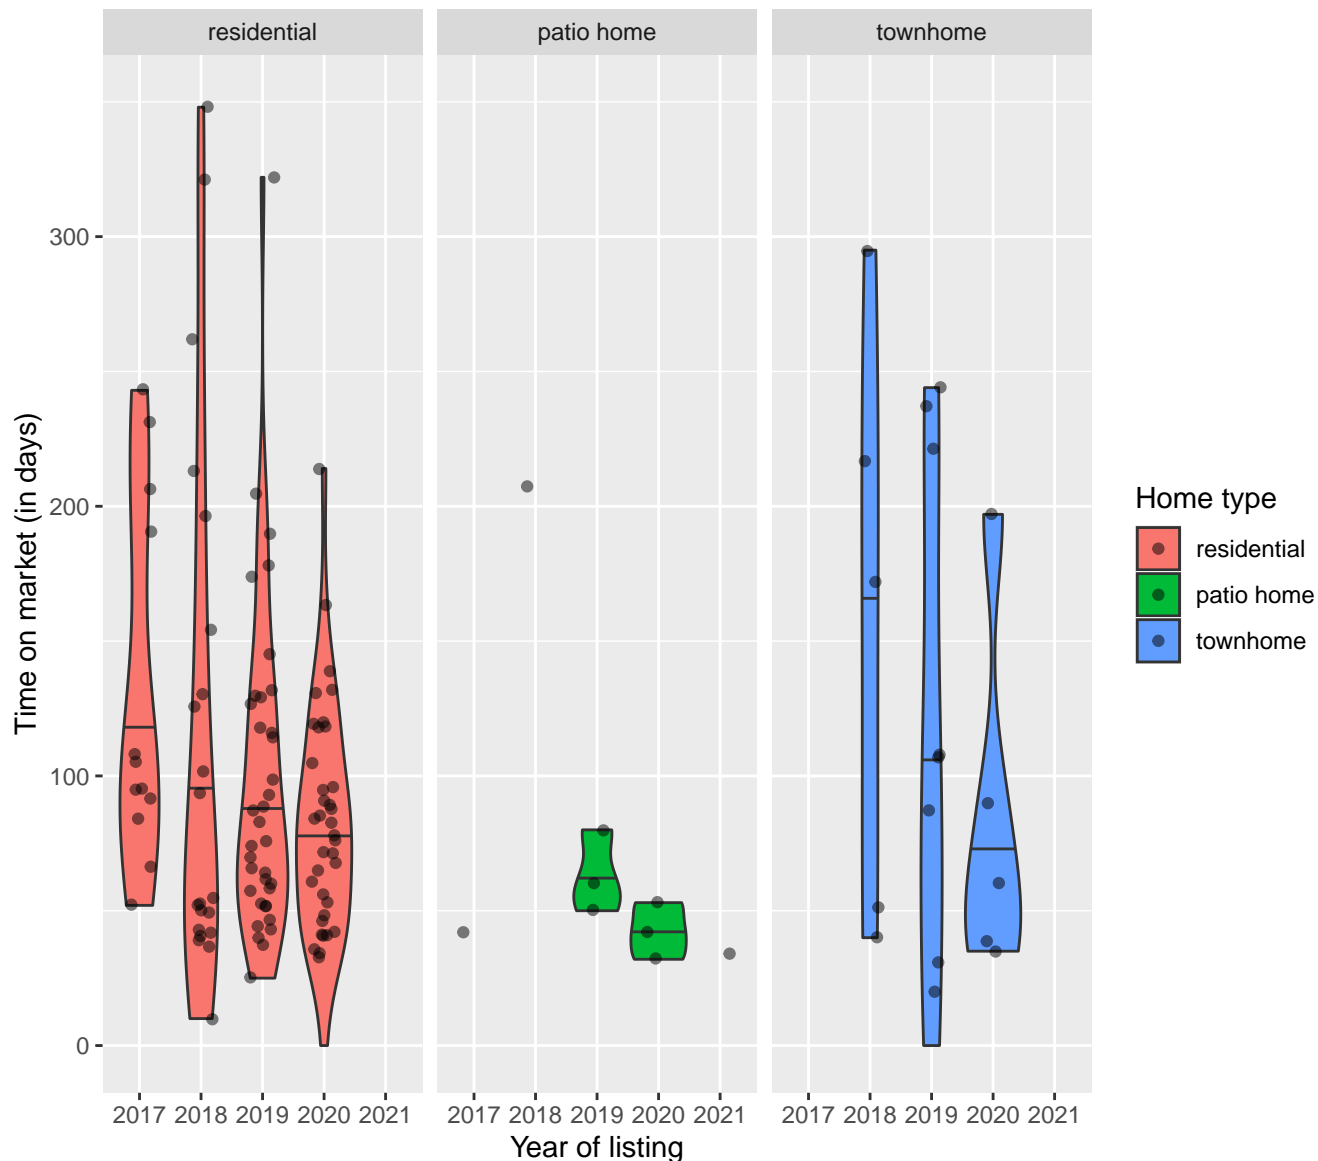 residential patio home townhome
300
200
100
0
Time on market (in days)
2017 2018 2019 2020 2021 2017 2018 2019 2020 2021 2017 2018 2019 2020 2021
Year of listing
Home type
residential
patio home
townhome